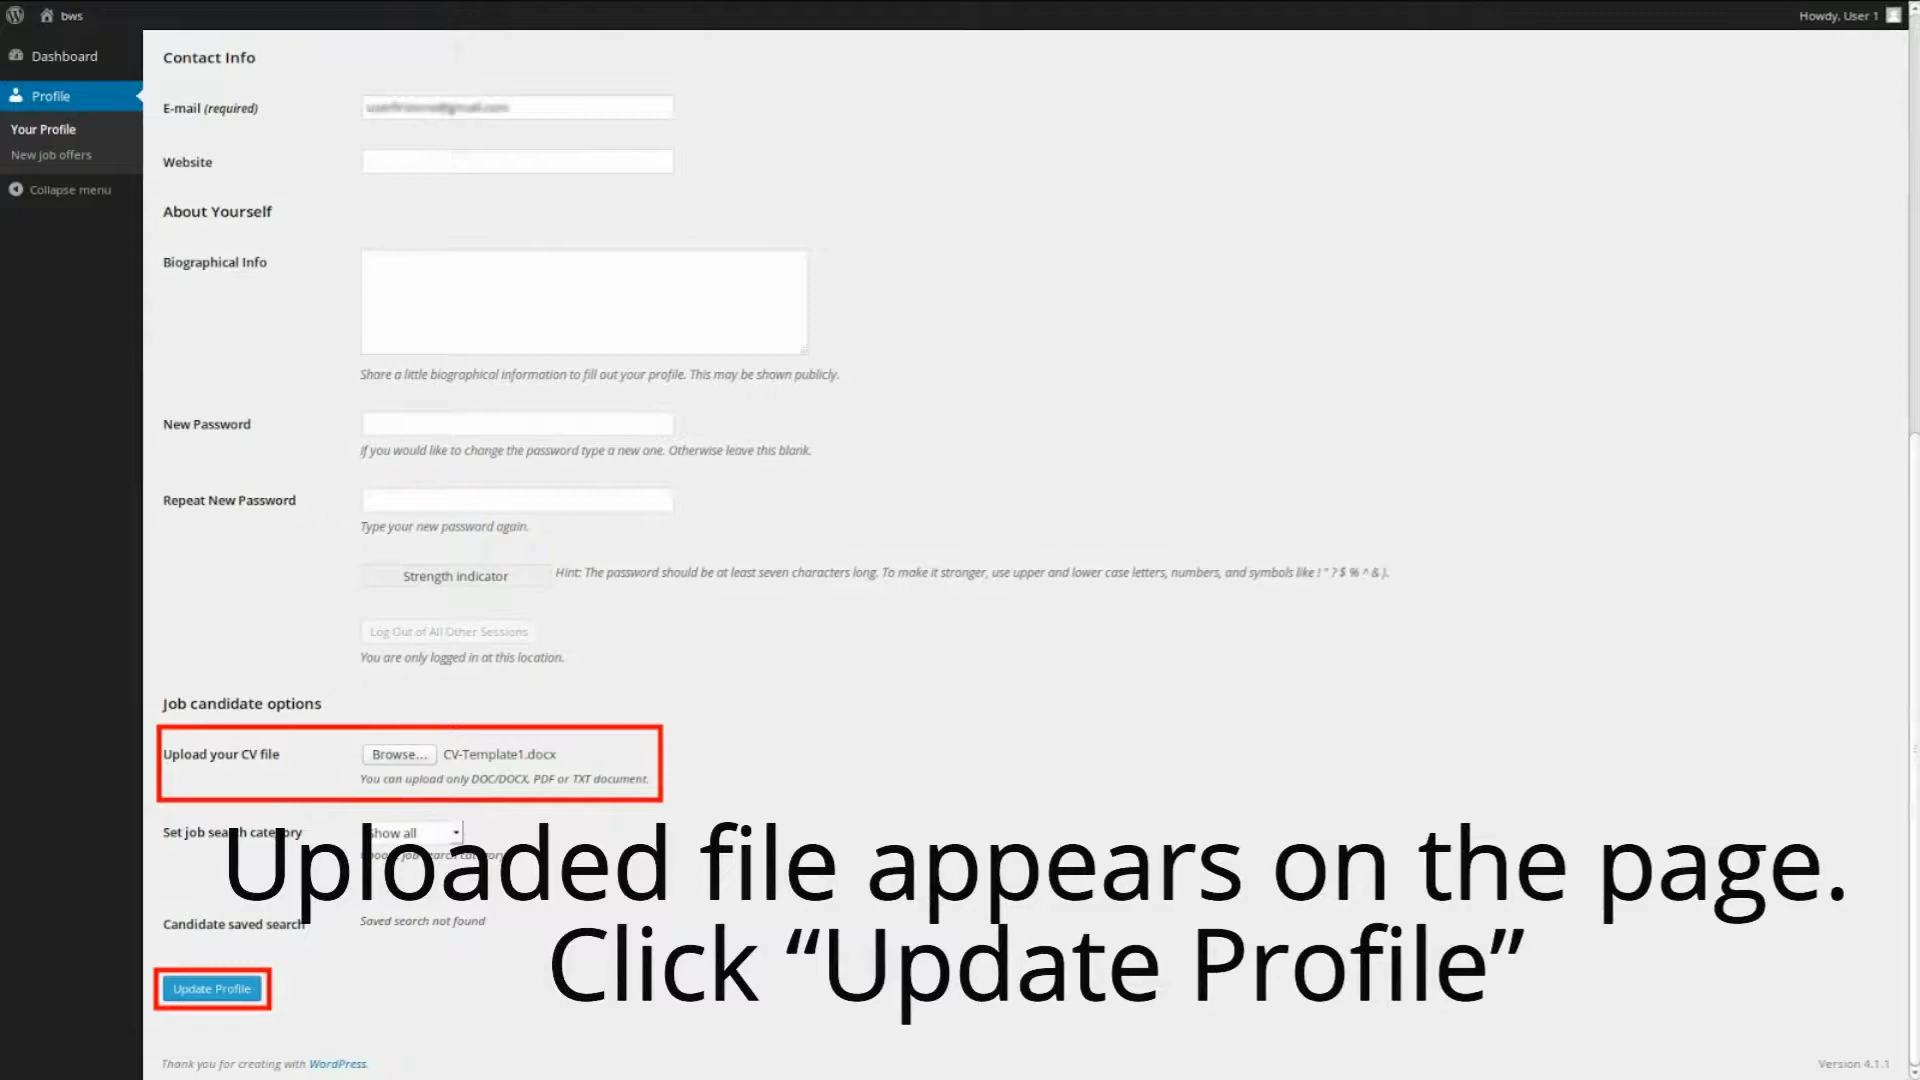 bws
Howdy, User 1
Dashboard
Profile
Your Profile
New job offers
Collapse menu
Contact Info
E-mail (required)
Website
About Yourself
Biographical Info
Share a little biographical information to fill out your profile. This may be shown publicly.
New Password
If you would like to change the password type a new one. Otherwise leave this blank.
Repeat New Password
Type your new password again.
Strength indicator
Hint: The password should be at least seven characters long. To make it stronger, use upper and lower case letters, numbers, and symbols like ! " ? $ % ^ & ).
Log Out of All Other Sessions
You are only logged in at this location.
Job candidate options
Upload your CV file
Browse... CV-Template1.docx
You can upload only DOC/DOCX, PDF or TXT document.
Set job search category
Show all
job search category
Uploaded file appears on the page.
Candidate saved search
Saved search not found
Click “Update Profile”
Update Profile
Thank you for creating with WordPress.
Version 4.1.1